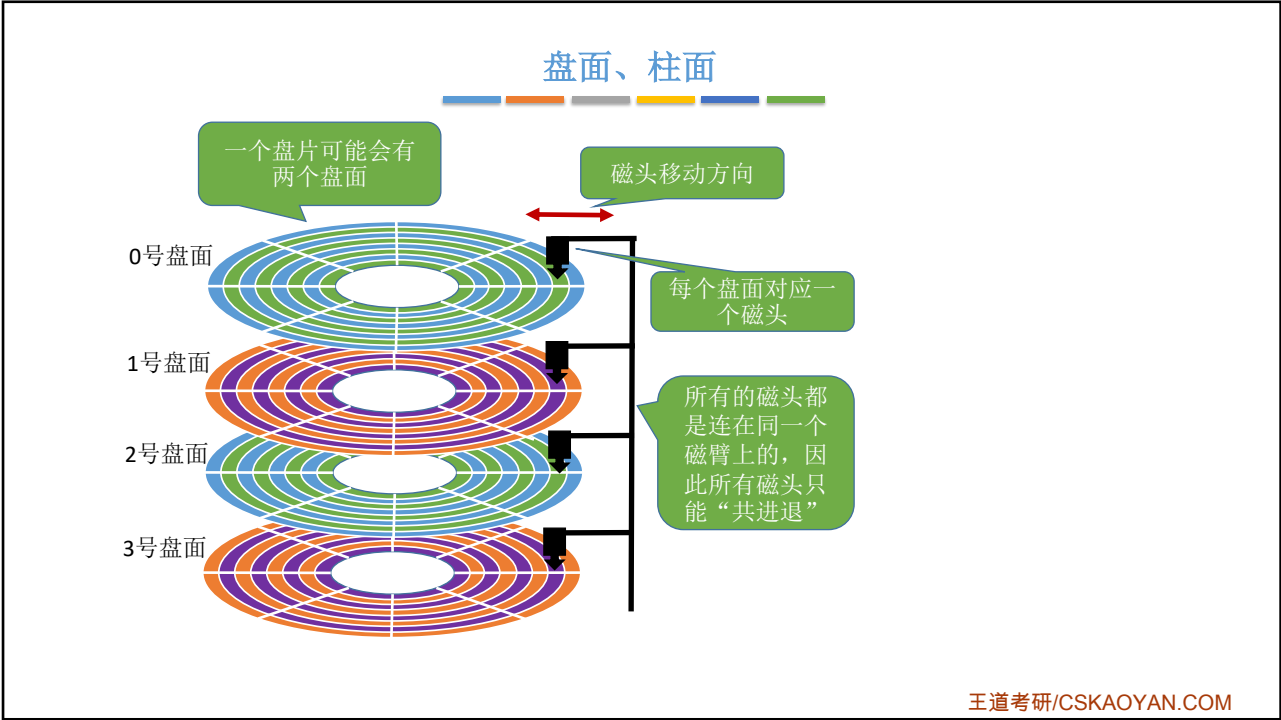 盘面、柱面
一个盘片可能会有
两个盘面
磁头移动方向
0号盘面
每个盘面对应一
个磁头
1号盘面
所有的磁头都
是连在同一个
磁臂上的，因
此所有磁头只
能“共进退”
2号盘面
3号盘面
王道考研/CSKAOYAN.COM